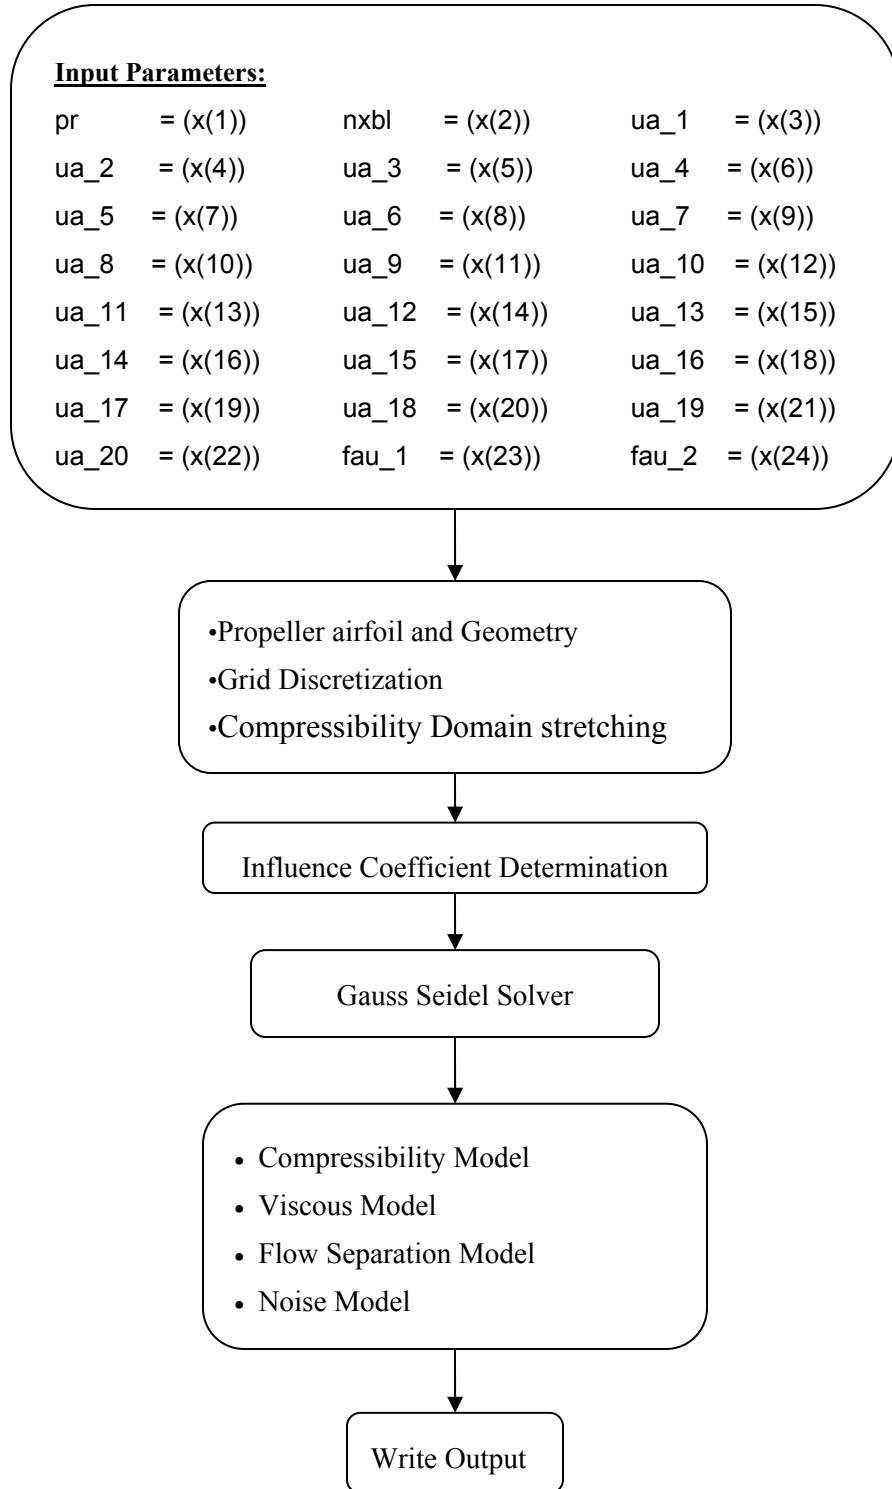 Input Parameters:
pr = (x(1)) nxbl = (x(2)) ua_1 = (x(3))
ua_2 = (x(4)) ua_3 = (x(5)) ua_4 = (x(6))
ua_5 = (x(7)) ua_6 = (x(8)) ua_7 = (x(9))
ua_8 = (x(10)) ua_9 = (x(11)) ua_10 = (x(12))
ua_11 = (x(13)) ua_12 = (x(14)) ua_13 = (x(15))
ua_14 = (x(16)) ua_15 = (x(17)) ua_16 = (x(18))
ua_17 = (x(19)) ua_18 = (x(20)) ua_19 = (x(21))
ua_20 = (x(22)) fau_1 = (x(23)) fau_2 = (x(24))
•Propeller airfoil and Geometry
•Grid Discretization
•Compressibility Domain stretching
Influence Coefficient Determination
Gauss Seidel Solver
• Compressibility Model
• Viscous Model
• Flow Separation Model
• Noise Model
Write Output